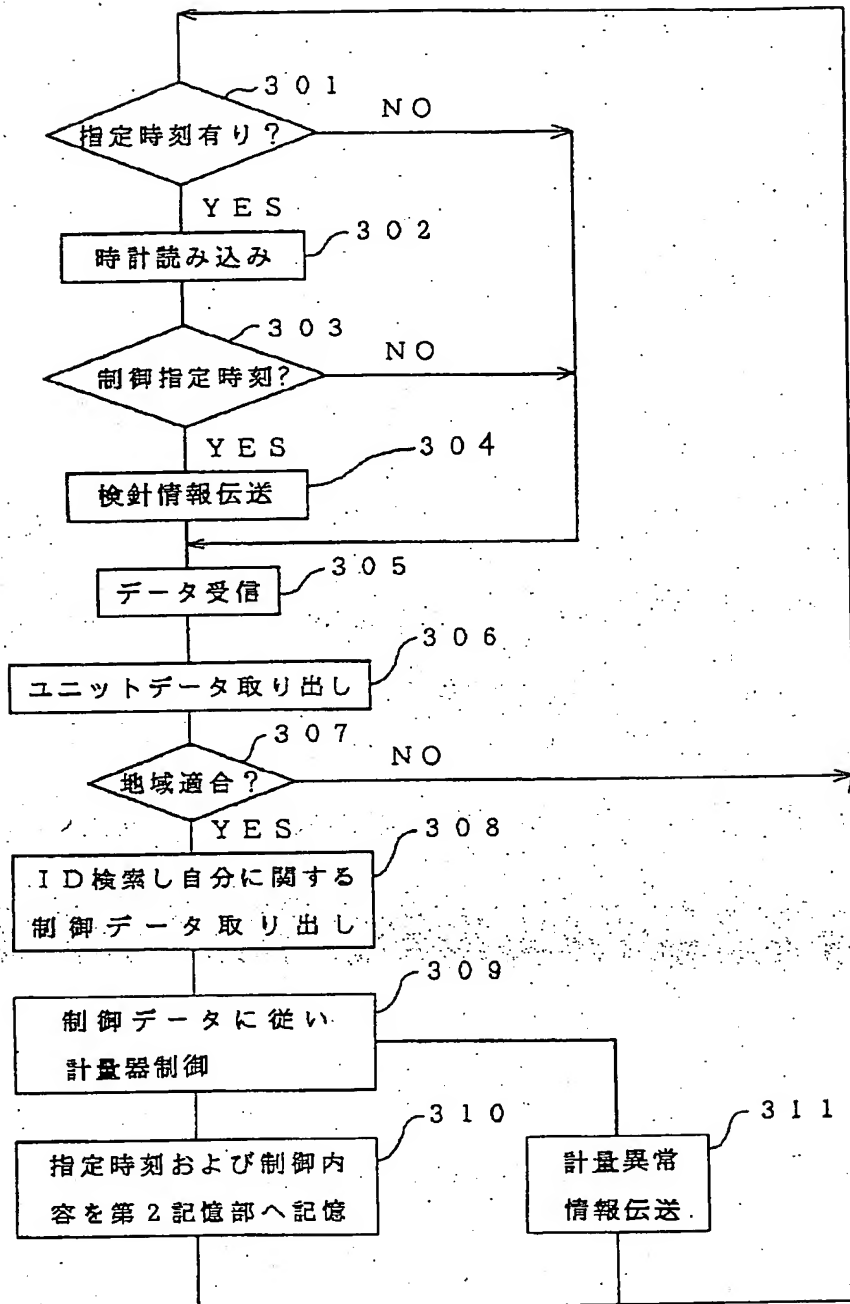 301
指定時刻有り?
NO
YES
302
時計読み込み
303
制御指定時刻?
NO
YES
304
検針情報伝送
305
データ受信
306
ユニットデータ取り出し
307
地域適合?
NO
YES
308
ID検索し自分に関する
制御データ取り出し
309
制御データに従い
計量器制御
310
指定時刻および制御内
容を第2記憶部へ記憶
311
計量異常
情報伝送